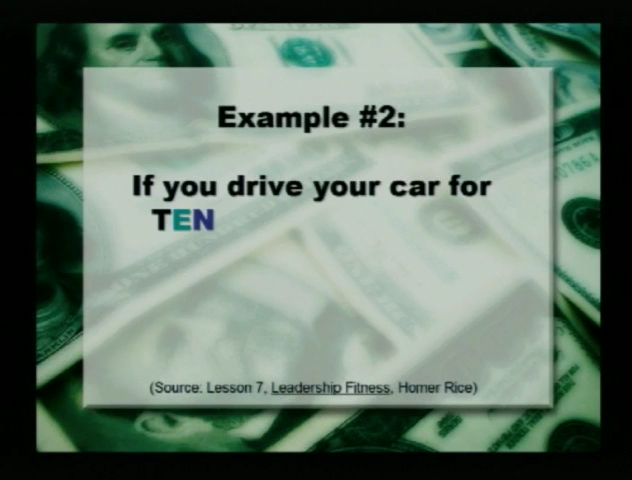 Example #2:
If you drive your car for
TEN
(Source: Lesson 7, Leadership Fitness, Homer Rice)